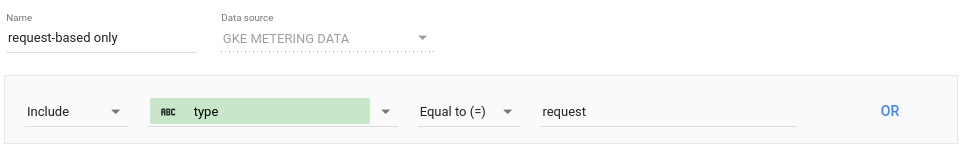 Name
request-based only
Data source
GKE METERING DATA
Include
ABC type
Equal to (=)
request
OR